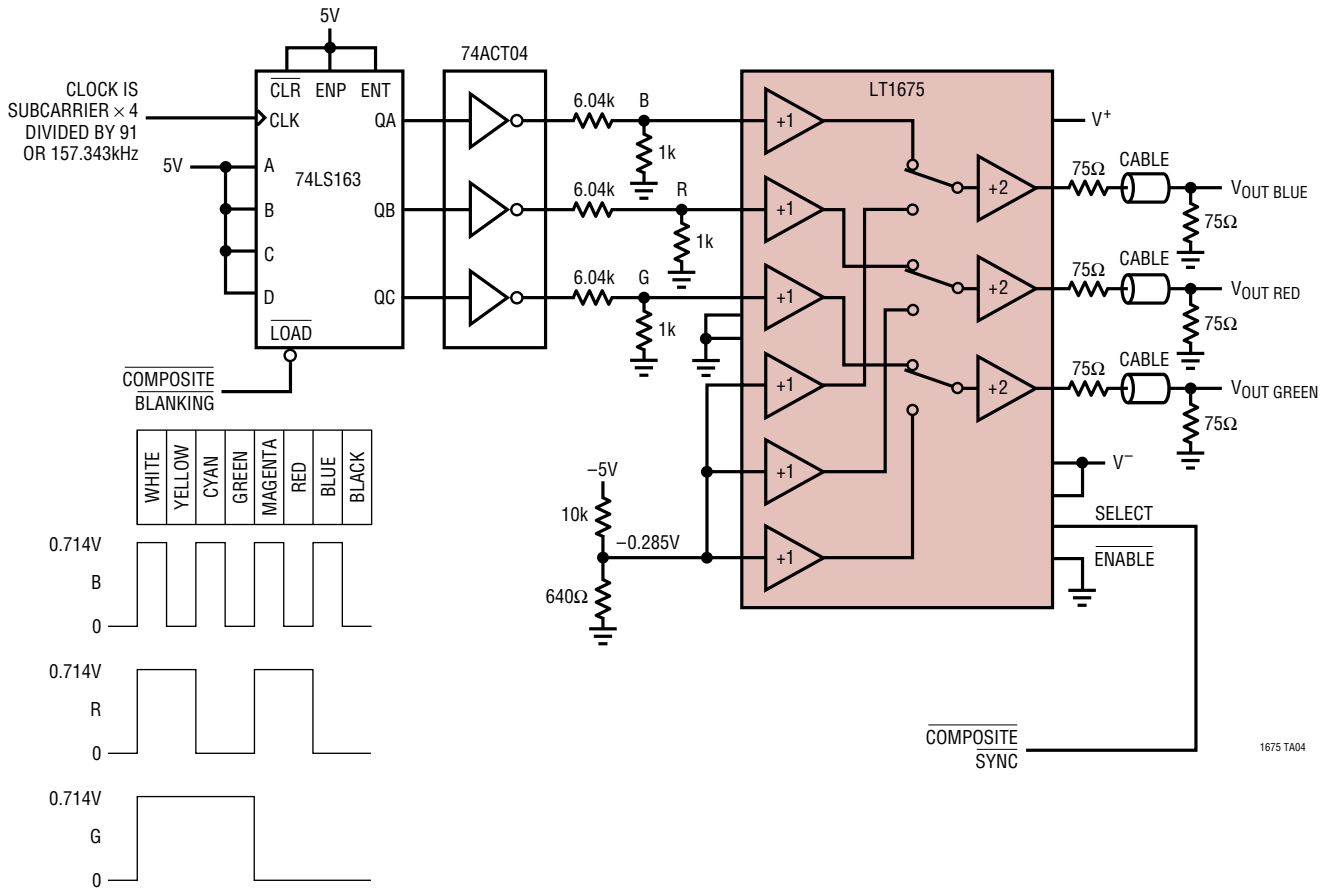 5V
74ACT04
CLOCK IS
SUBCARRIER × 4
DIVIDED BY 91
OR 157.343kHz
CLR ENP ENT
CLK
QA
5V
A
74LS163
B
QB
C
D
QC
LOAD
COMPOSITE
BLANKING
6.04k
B
1k
6.04k
R
1k
6.04k
G
1k
LT1675
+1
+1
+1
+1
+1
+1
+2
+2
+2
V+
75Ω
CABLE
VOUT BLUE
75Ω
75Ω
CABLE
VOUT RED
75Ω
75Ω
CABLE
VOUT GREEN
75Ω
V−
SELECT
ENABLE
−5V
10k
−0.285V
640Ω
COMPOSITE
SYNC
WHITE
YELLOW
CYAN
GREEN
MAGENTA
RED
BLUE
BLACK
0.714V
B
0
0.714V
R
0
0.714V
G
0
1675 TA04